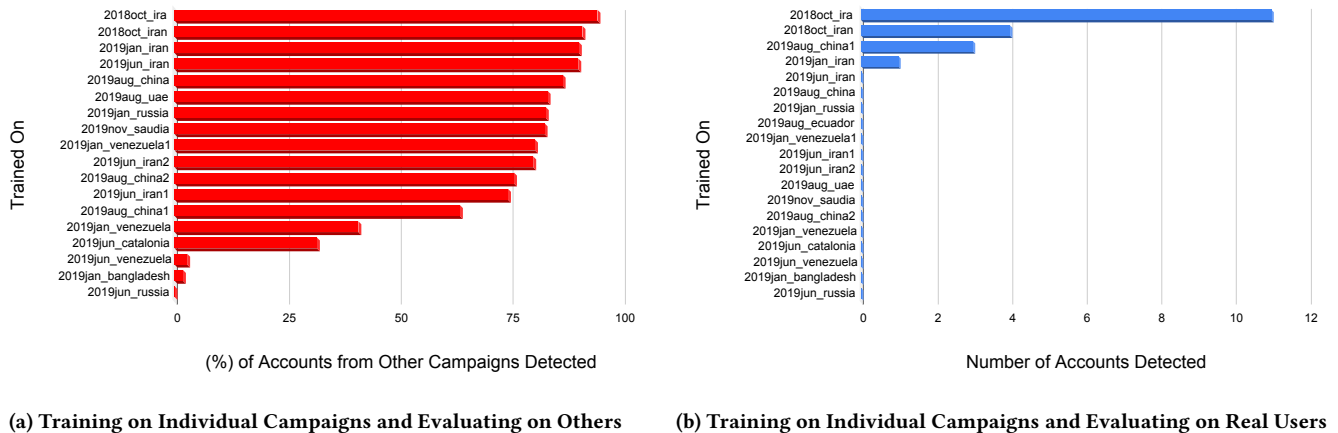 2018oct_ira
2018oct_iran
2019jan_iran
2019jun_iran
2019aug_china
2019aug_uae
2019jan_russia
2019nov_saudia
2019jan_venezuela1
2019jun_iran2
2019aug_china2
2019jun_iran1
2019aug_china1
2019jan_venezuela
2019jun_catalonia
2019jun_venezuela
2019jan_bangladesh
2019jun_russia
Trained On
0 25 50 75 100
(%) of Accounts from Other Campaigns Detected
(a) Training on Individual Campaigns and Evaluating on Others
2018oct_ira
2018oct_iran
2019aug_china1
2019jan_iran
2019jun_iran
2019aug_china
2019jan_russia
2019aug_ecuador
2019jan_venezuela1
2019jun_iran1
2019jun_iran2
2019aug_uae
2019nov_saudia
2019aug_china2
2019jan_venezuela
2019jun_catalonia
2019jun_venezuela
2019jan_bangladesh
2019jun_russia
Trained On
0 2 4 6 8 10 12
Number of Accounts Detected
(b) Training on Individual Campaigns and Evaluating on Real Users